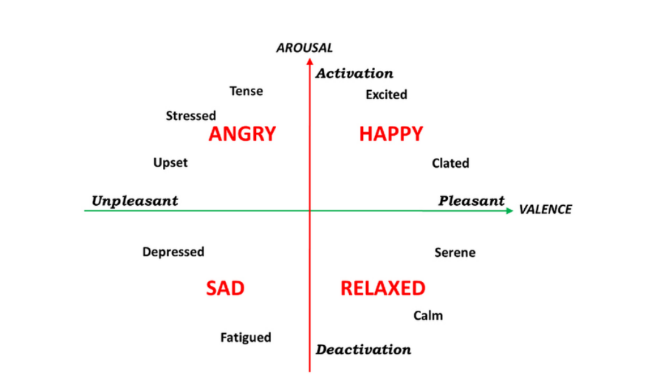 AROUSAL
Activation
Tense
Excited
Stressed
ANGRY
HAPPY
Upset
Clated
Unpleasant
Pleasant
VALENCE
Depressed
Serene
SAD
RELAXED
Calm
Fatigued
Deactivation